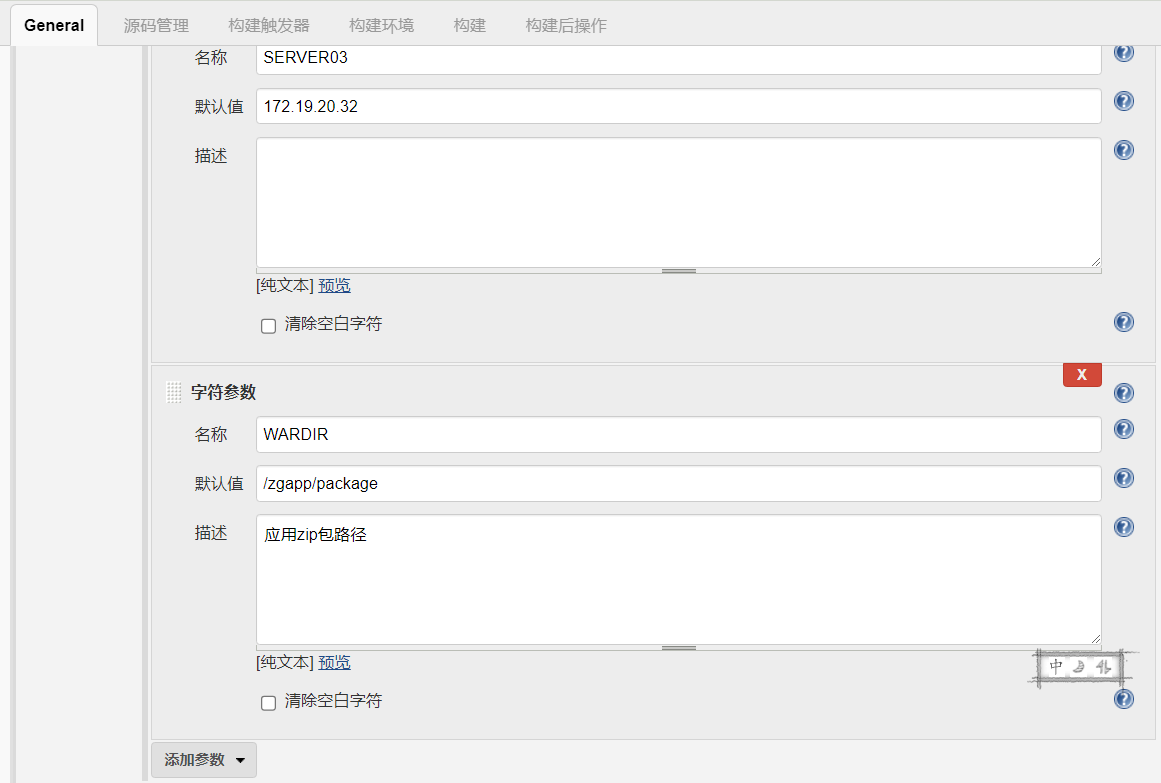 General 源码管理 构建触发器 构建环境 构建 构建后操作
名称 SERVER03
默认值 172.19.20.32
描述
[纯文本] 预览
清除空白字符
X
字符参数
名称 WARDIR
默认值 /zgapp/package
描述 应用zip包路径
[纯文本] 预览
中
清除空白字符
添加参数